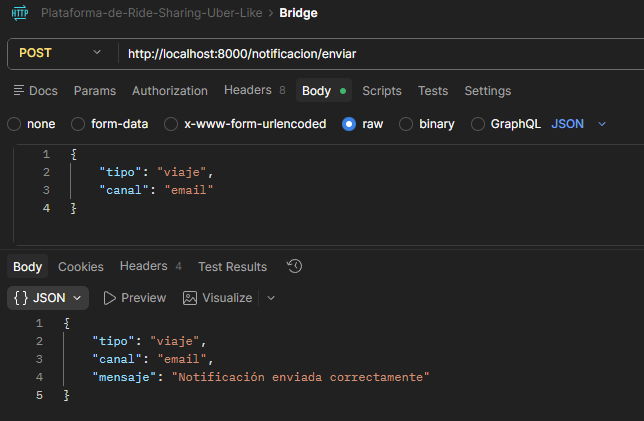 HTTP Plataforma-de-Ride-Sharing-Uber-Like > Bridge
POST http://localhost:8000/notificacion/enviar
Docs Params Authorization Headers 8 Body Scripts Tests Settings
none form-data x-www-form-urlencoded raw binary GraphQL JSON
1 {
2 "tipo": "viaje",
3 "canal": "email"
4 }
Body Cookies Headers 4 Test Results
{} JSON Preview Visualize
1 {
2 "tipo": "viaje",
3 "canal": "email",
4 "mensaje": "Notificación enviada correctamente"
5 }